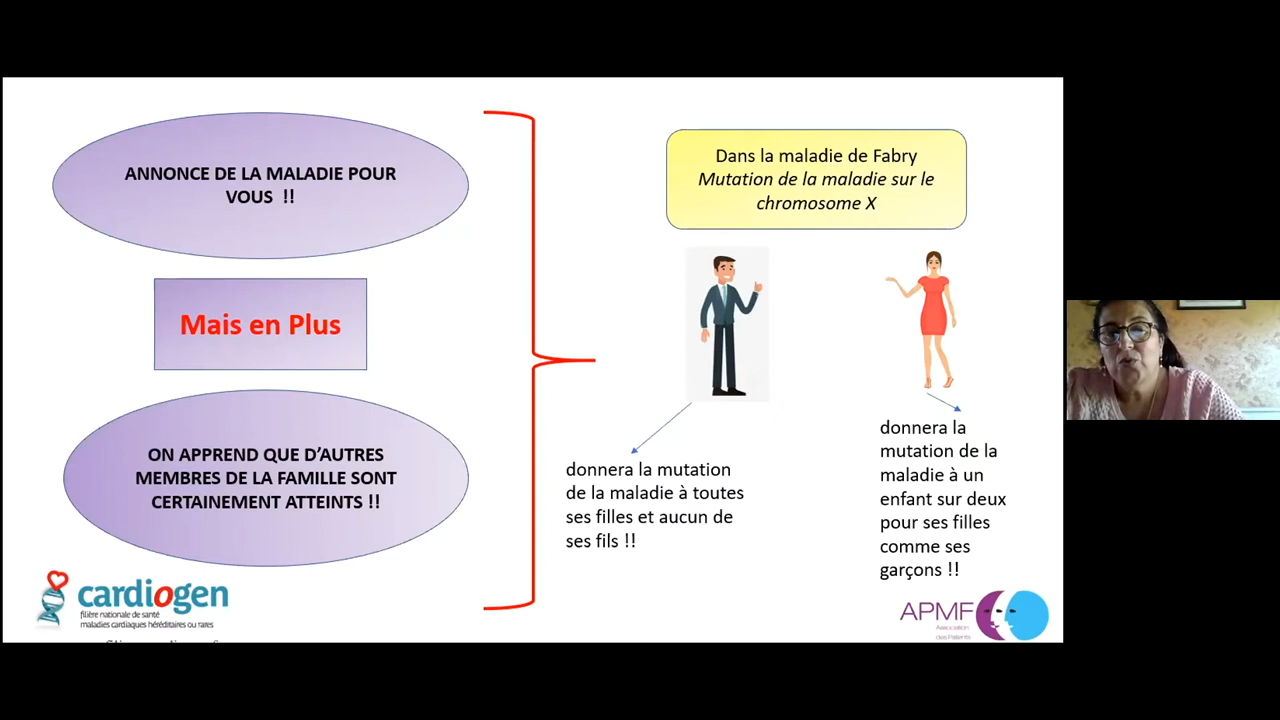 ANNONCE DE LA MALADIE POUR
VOUS  !!
Mais en Plus
ON APPREND QUE D’AUTRES
MEMBRES DE LA FAMILLE SONT
CERTAINEMENT ATTEINTS !!
Dans la maladie de Fabry
Mutation de la maladie sur le
chromosome X
donnera la mutation
de la maladie à toutes
ses filles et aucun de
ses fils !!
donnera la
mutation de la
maladie à un
enfant sur deux
pour ses filles
comme ses
garçons !!
cardiogen
filière nationale de santé
maladies cardiaques héréditaires ou rares
APMF
Association
des Patients